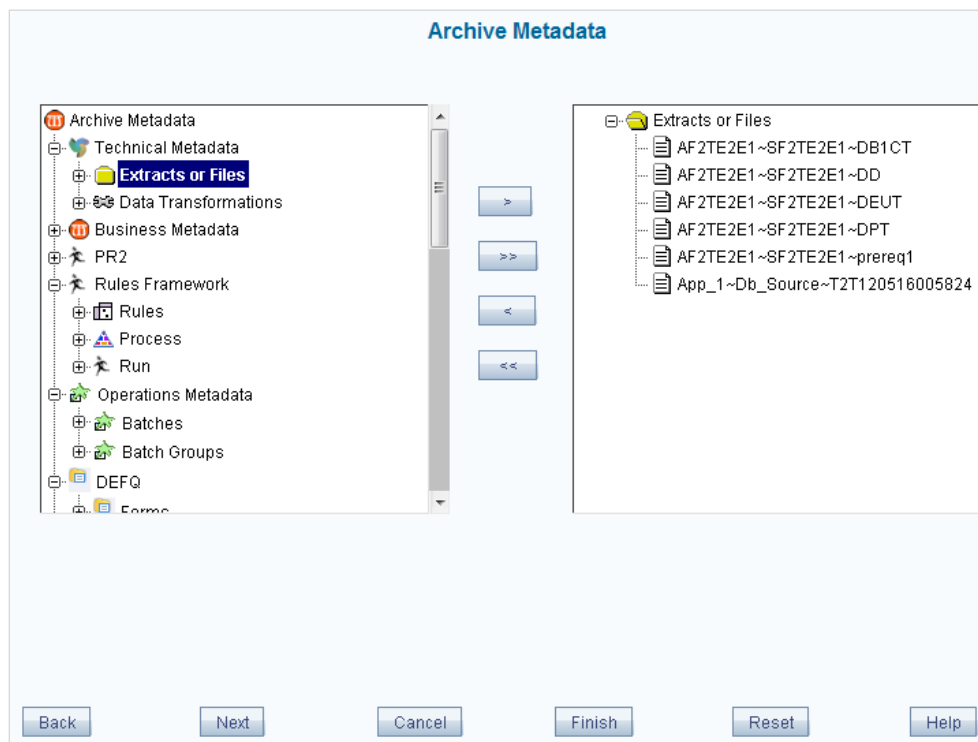 Archive Metadata
Archive Metadata
Technical Metadata
Extracts or Files
Data Transformations
Business Metadata
PR2
Rules Framework
Rules
Process
Run
Operations Metadata
Batches
Batch Groups
DEFQ
Forms
>
>>
<
<<
Extracts or Files
AF2TE2E1~SF2TE2E1~DB1CT
AF2TE2E1~SF2TE2E1~DD
AF2TE2E1~SF2TE2E1~DEUT
AF2TE2E1~SF2TE2E1~DPT
AF2TE2E1~SF2TE2E1~prereq1
App_1~Db_Source~T2T120516005824
Back Next Cancel Finish Reset Help